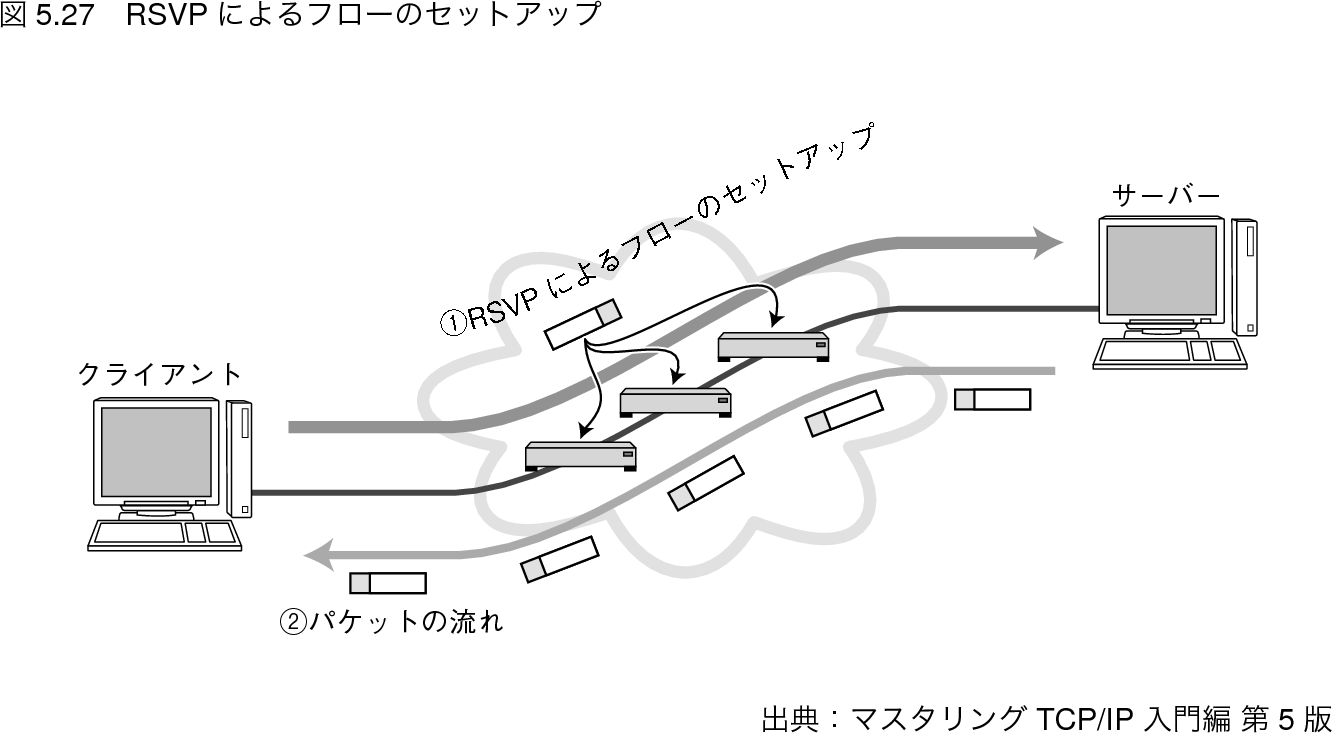 図 5.27　RSVP によるフローのセットアップ
①RSVP によるフローのセットアップ
サーバー
クライアント
②パケットの流れ
出典：マスタリング TCP/IP 入門編 第 5 版